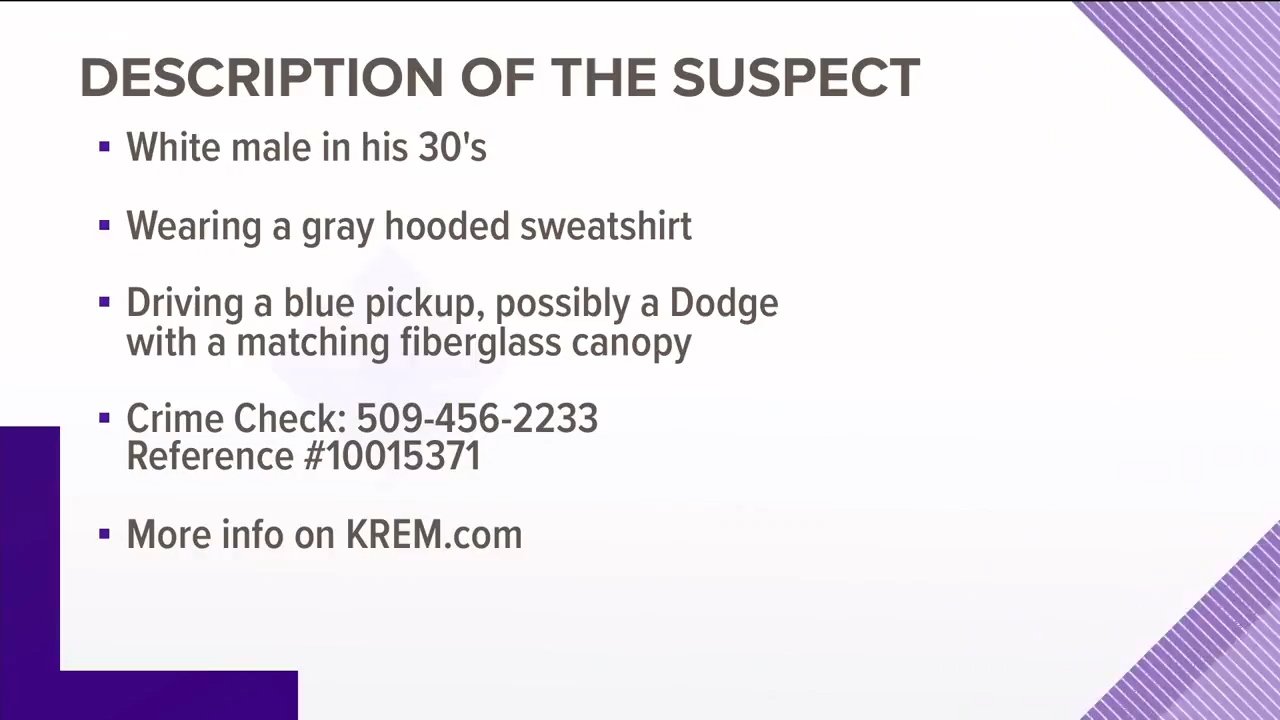 DESCRIPTION OF THE SUSPECT
▪ White male in his 30's
▪ Wearing a gray hooded sweatshirt
▪ Driving a blue pickup, possibly a Dodge
with a matching fiberglass canopy
▪ Crime Check: 509-456-2233
Reference #10015371
▪ More info on KREM.com